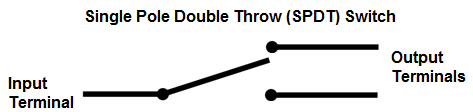 Single Pole Double Throw (SPDT) Switch
Output
Terminals
Input
Terminal